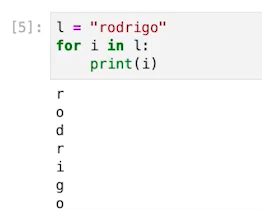 [5]: l = "rodrigo"
for i in l:
    print(i)
r
o
d
r
i
g
o